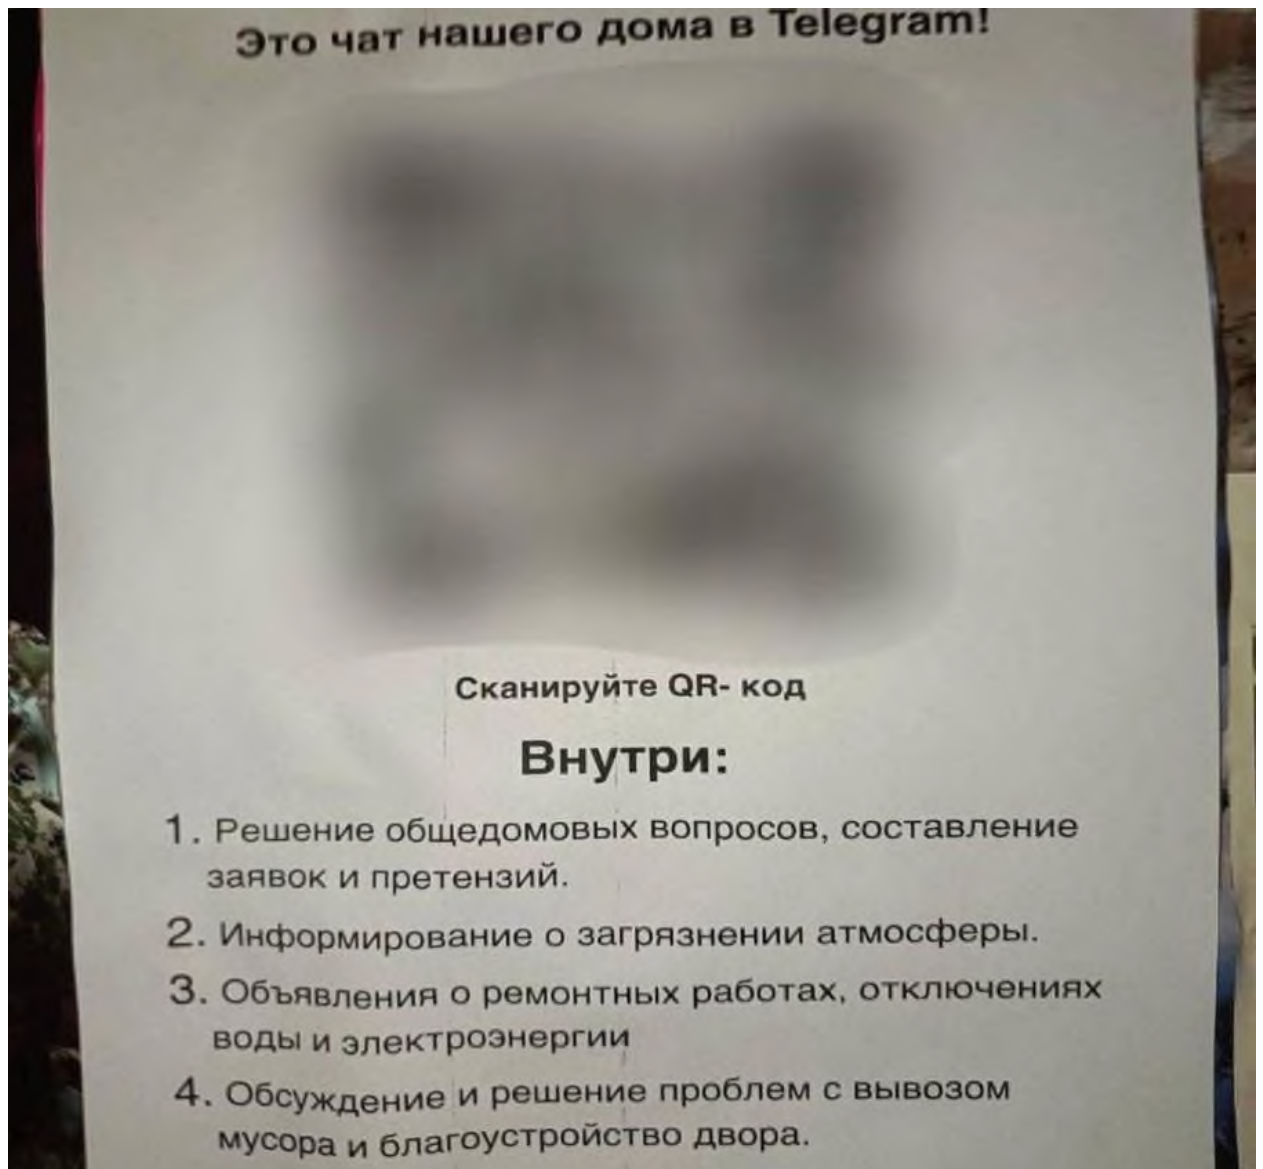 Это чат нашего дома в Telegram!
Сканируйте QR- код
Внутри:
1. Решение общедомовых вопросов, составление
заявок и претензий.
2. Информирование о загрязнении атмосферы.
3. Объявления о ремонтных работах, отключениях
воды и электроэнергии
4. Обсуждение и решение проблем с вывозом
мусора и благоустройство двора.